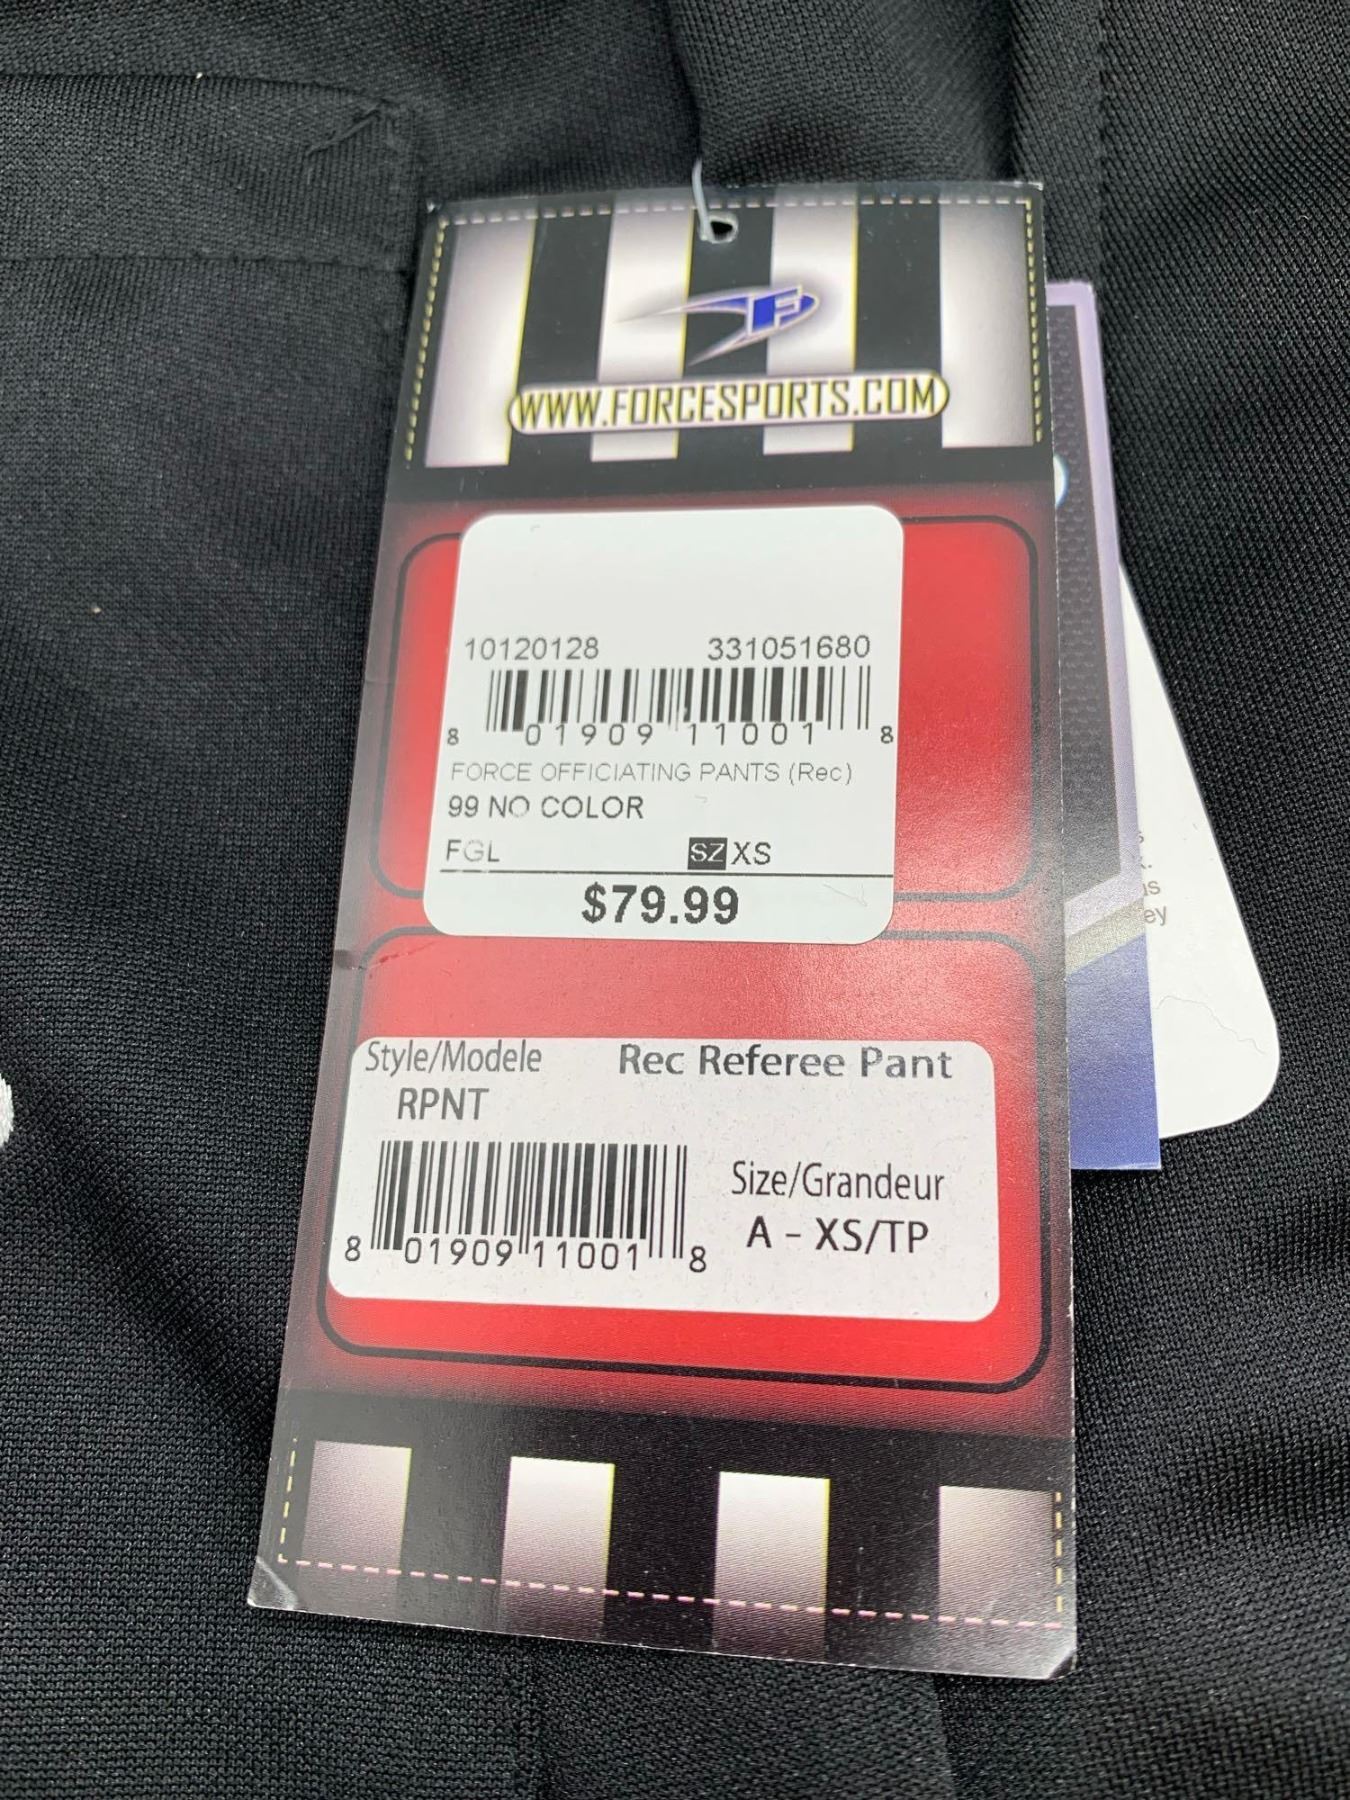 F
WWW.FORCESPORTS.COM
10120128 331051680
8 01909 11001 8
FORCE OFFICIATING PANTS (Rec)
99 NO COLOR
FGL SZ XS
$79.99
Style/Modele Rec Referee Pant
RPNT
Size/Grandeur
A - XS/TP
8 01909 11001 8